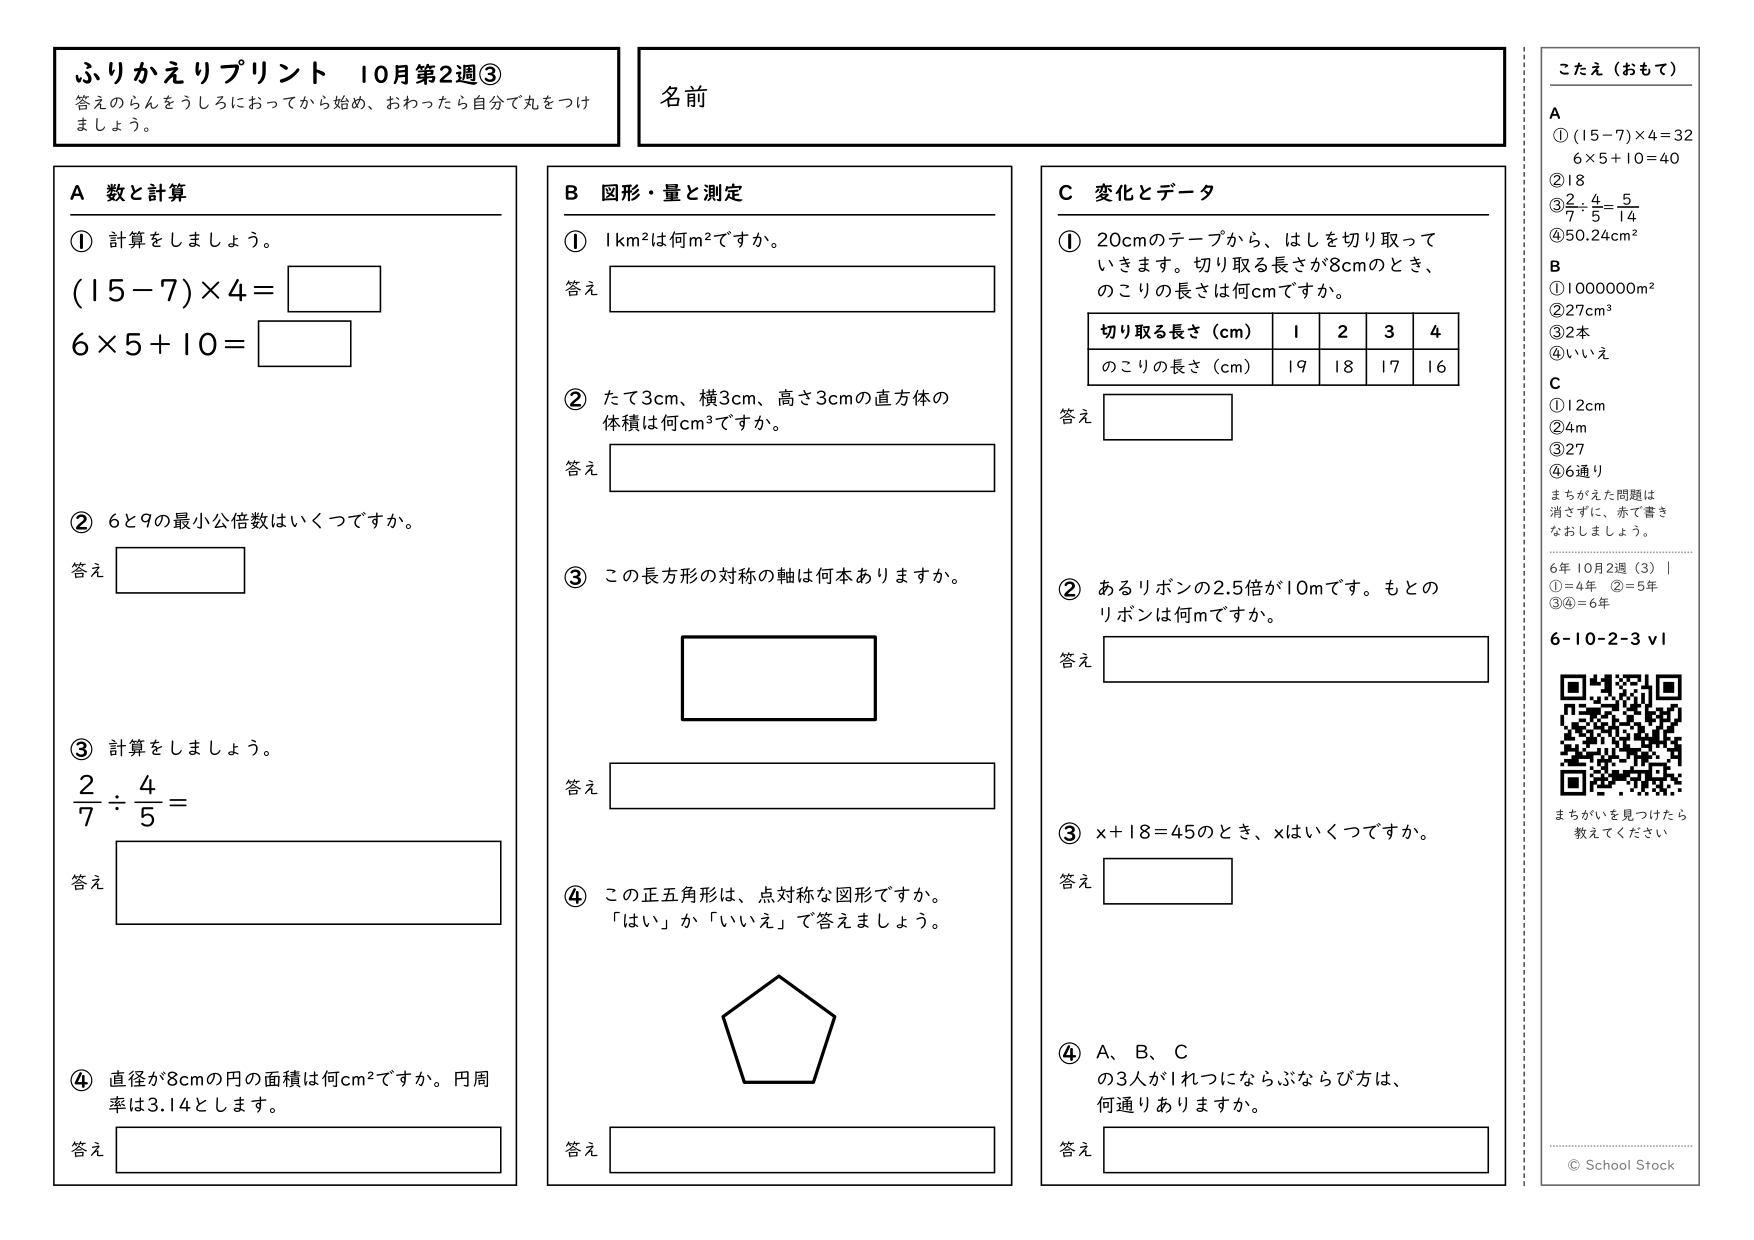 ふりかえりプリント　10月第2週③
答えのらんをうしろにおってから始め、おわったら自分で丸をつけ
ましょう。
名前
A　数と計算
① 計算をしましょう。
(15−7)×4＝
6×5＋10＝
② 6と9の最小公倍数はいくつですか。
答え
③ 計算をしましょう。
2/7 ÷ 4/5 ＝
答え
④ 直径が8cmの円の面積は何cm²ですか。円周
率は3.14とします。
答え
B　図形・量と測定
① 1km²は何m²ですか。
答え
② たて3cm、横3cm、高さ3cmの直方体の
体積は何cm³ですか。
答え
③ この長方形の対称の軸は何本ありますか。
答え
④ この正五角形は、点対称な図形ですか。
「はい」か「いいえ」で答えましょう。
答え
C　変化とデータ
① 20cmのテープから、はしを切り取って
いきます。切り取る長さが8cmのとき、
のこりの長さは何cmですか。
切り取る長さ（cm） 1 2 3 4
のこりの長さ（cm） 19 18 17 16
答え
② あるリボンの2.5倍が10mです。もとの
リボンは何mですか。
答え
③ x＋18＝45のとき、xはいくつですか。
答え
④ A、 B、 C
の3人が1れつにならぶならび方は、
何通りありますか。
答え
こたえ（おもて）
A
① (15−7)×4＝32
6×5＋10＝40
②18
③2/7÷4/5＝5/14
④50.24cm²
B
①1000000m²
②27cm³
③2本
④いいえ
C
①12cm
②4m
③27
④6通り
まちがえた問題は
消さずに、赤で書き
なおしましょう。
6年 10月2週（3）｜
①＝4年　②＝5年
③④＝6年
6-10-2-3 v1
まちがいを見つけたら
教えてください
© School Stock